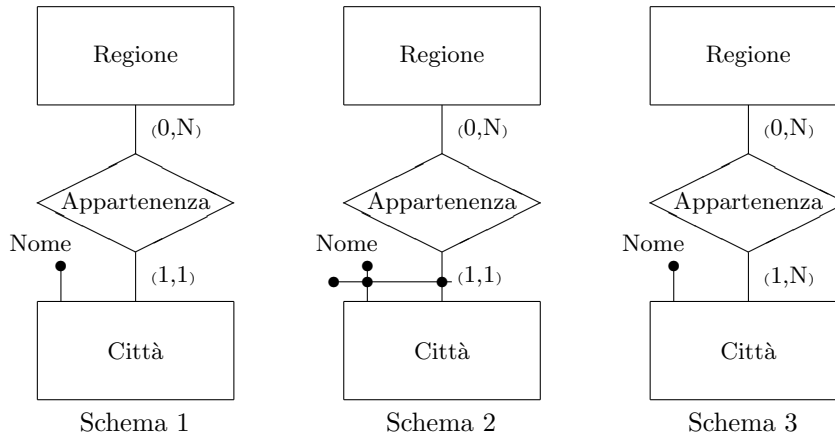 Regione
(0,N)
Appartenenza
Nome
(1,1)
Città
Schema 1
Regione
(0,N)
Appartenenza
Nome
(1,1)
Città
Schema 2
Regione
(0,N)
Appartenenza
Nome
(1,N)
Città
Schema 3